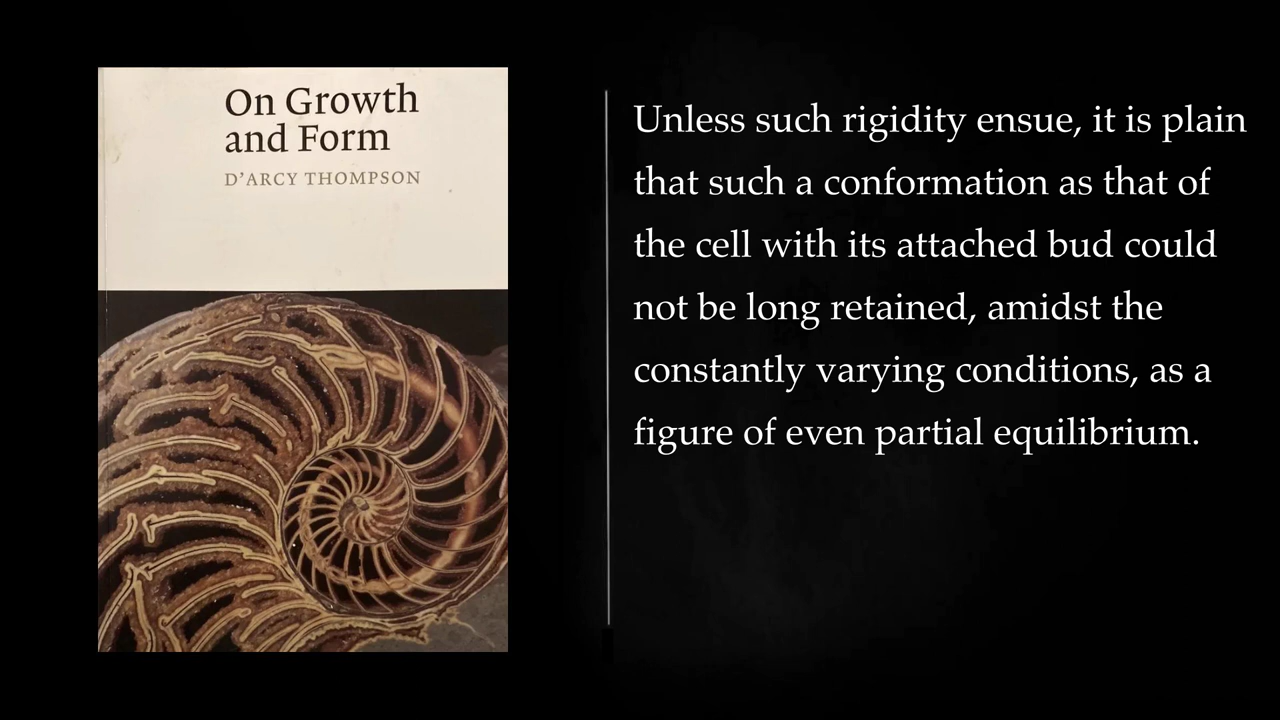 On Growth
and Form
D'ARCY THOMPSON
Unless such rigidity ensue, it is plain
that such a conformation as that of
the cell with its attached bud could
not be long retained, amidst the
constantly varying conditions, as a
figure of even partial equilibrium.